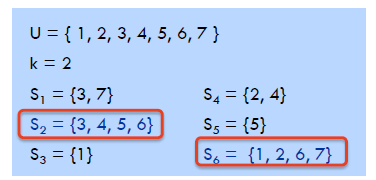 U = { 1, 2, 3, 4, 5, 6, 7 }
k = 2
S₁ = {3, 7} S₄ = {2, 4}
S₂ = {3, 4, 5, 6} S₅ = {5}
S₃ = {1} S₆ = {1, 2, 6, 7}